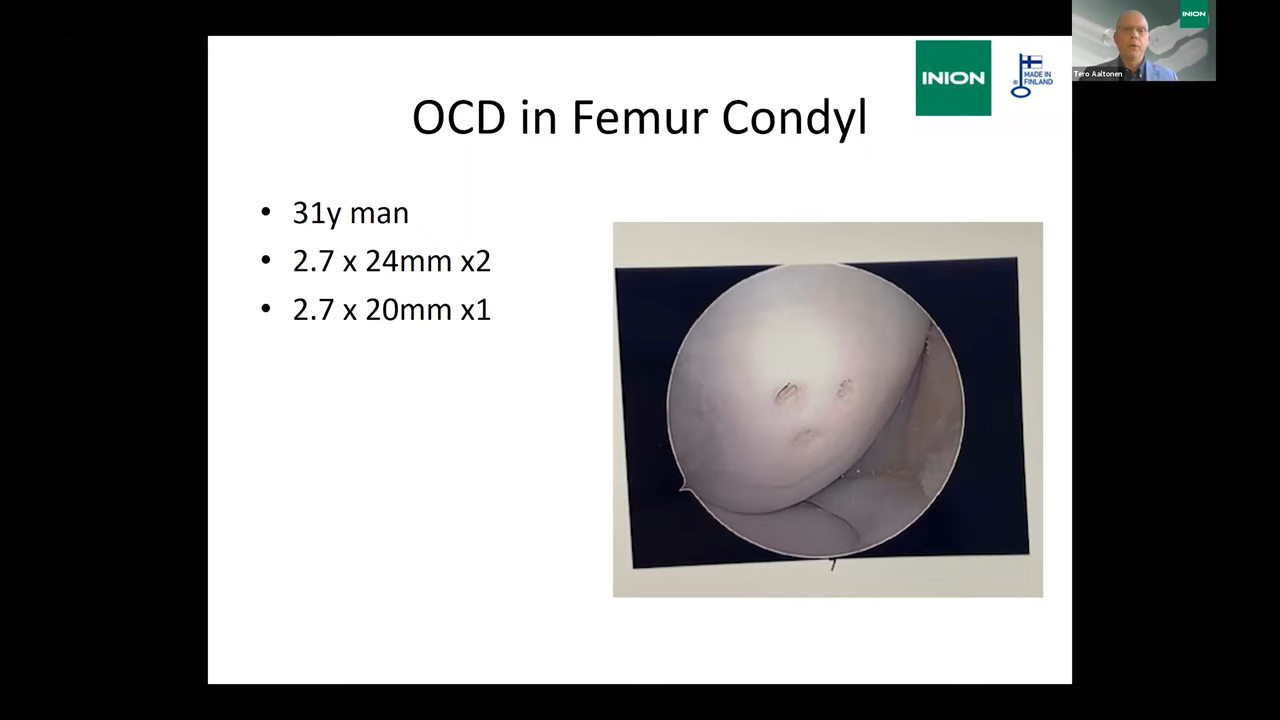 INION
Tero Aaltonen
INION
MADE IN
FINLAND
OCD in Femur Condyl
• 31y man
• 2.7 x 24mm x2
• 2.7 x 20mm x1